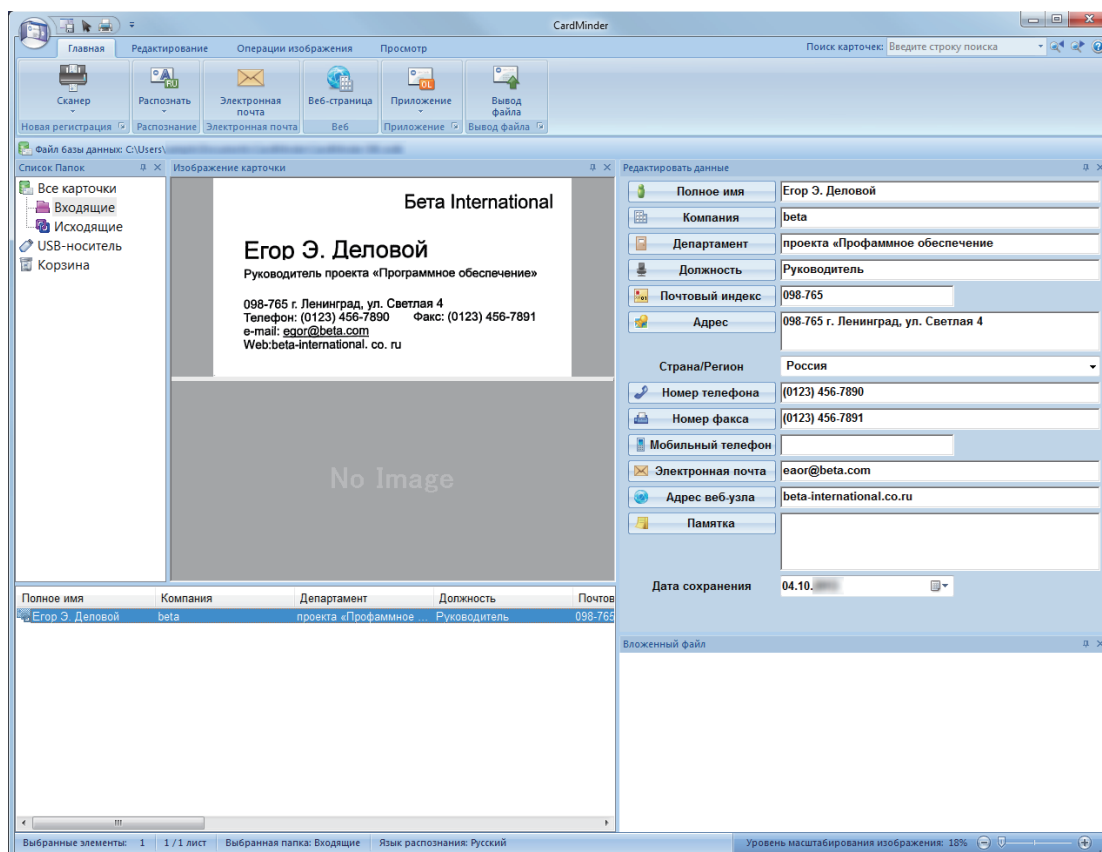 CardMinder
Главная Редактирование Операции изображения Просмотр
Поиск карточек: Введите строку поиска
Сканер
Распознать
Электронная почта
Веб-страница
Приложение
Вывод файла
Новая регистрация Распознание Электронная почта Веб Приложение Вывод файла
Файл базы данных: C:\Users\
Список Папок
Все карточки
Входящие
Исходящие
USB-носитель
Корзина
Изображение карточки
Бета International
Егор Э. Деловой
Руководитель проекта «Программное обеспечение»
098-765 г. Ленинград, ул. Светлая 4
Телефон: (0123) 456-7890 Факс: (0123) 456-7891
e-mail: egor@beta.com
Web:beta-international. co. ru
No Image
Редактировать данные
Полное имя Егор Э. Деловой
Компания beta
Департамент проекта «Профаммное обеспечение
Должность Руководитель
Почтовый индекс 098-765
Адрес 098-765 г. Ленинград, ул. Светлая 4
Страна/Регион Россия
Номер телефона (0123) 456-7890
Номер факса (0123) 456-7891
Мобильный телефон
Электронная почта eaor@beta.com
Адрес веб-узла beta-international.co.ru
Памятка
Дата сохранения 04.10.
Полное имя Компания Департамент Должность Почтов
Егор Э. Деловой beta проекта «Профаммное ... Руководитель 098-765
Вложенный файл
Выбранные элементы: 1 1 / 1 лист Выбранная папка: Входящие Язык распознавания: Русский Уровень масштабирования изображения: 18%